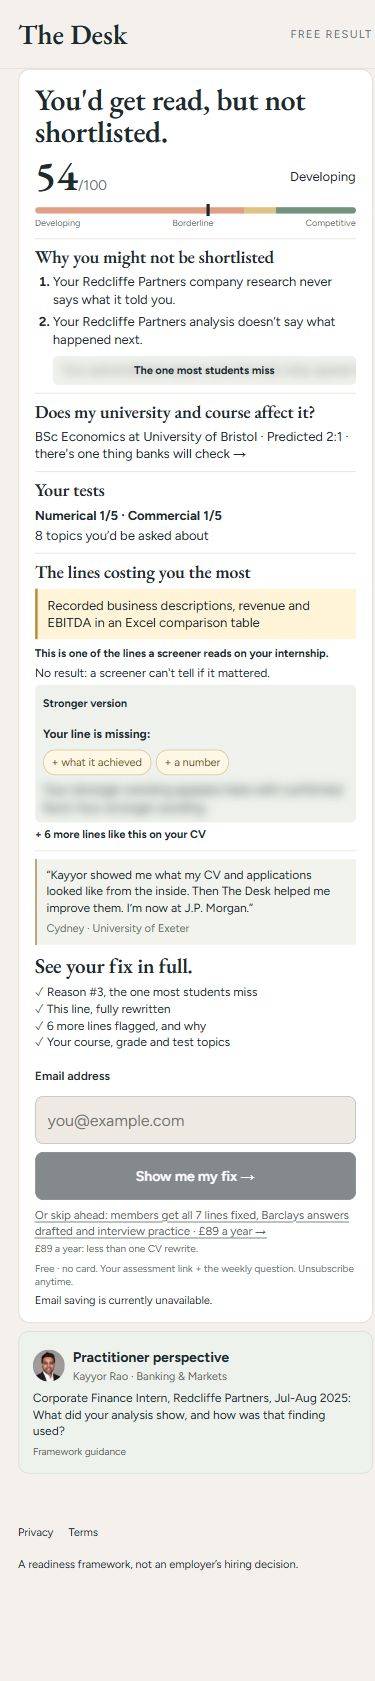 The Desk
FREE RESULT
You'd get read, but not
shortlisted.
54/100
Developing
Developing
Borderline
Competitive
Why you might not be shortlisted
1. Your Redcliffe Partners company research never
says what it told you.
2. Your Redcliffe Partners analysis doesn't say what
happened next.
The one most students miss
Does my university and course affect it?
BSc Economics at University of Bristol · Predicted 2:1 ·
there's one thing banks will check →
Your tests
Numerical 1/5 · Commercial 1/5
8 topics you'd be asked about
The lines costing you the most
Recorded business descriptions, revenue and
EBITDA in an Excel comparison table
This is one of the lines a screener reads on your internship.
No result: a screener can't tell if it mattered.
Stronger version
Your line is missing:
+ what it achieved
+ a number
+ 6 more lines like this on your CV
"Kayyor showed me what my CV and applications
looked like from the inside. Then The Desk helped me
improve them. I'm now at J.P. Morgan."
Cydney · University of Exeter
See your fix in full.
✓ Reason #3, the one most students miss
✓ This line, fully rewritten
✓ 6 more lines flagged, and why
✓ Your course, grade and test topics
Email address
you@example.com
Show me my fix →
Or skip ahead: members get all 7 lines fixed, Barclays answers
drafted and interview practice · £89 a year →
£89 a year: less than one CV rewrite.
Free · no card. Your assessment link + the weekly question. Unsubscribe
anytime.
Email saving is currently unavailable.
Practitioner perspective
Kayyor Rao · Banking & Markets
Corporate Finance Intern, Redcliffe Partners, Jul-Aug 2025:
What did your analysis show, and how was that finding
used?
Framework guidance
Privacy
Terms
A readiness framework, not an employer's hiring decision.